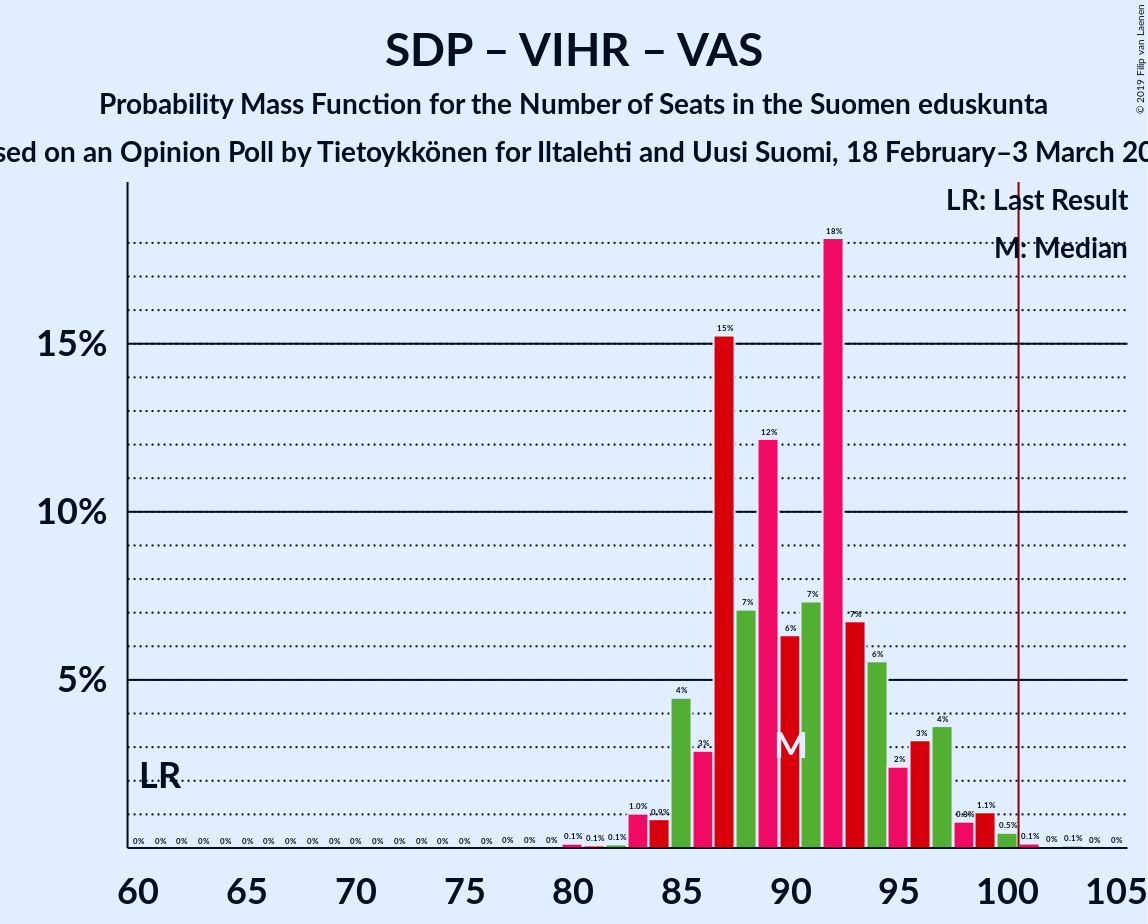 SDP – VIHR – VAS
Probability Mass Function for the Number of Seats in the Suomen eduskunta
on an Opinion Poll by Tietoykkönen for Iltalehti and Uusi Suomi, 18 February–3 March
© 2019 Filip van Laenen
LR: Last Result
M: Median
18%
15%
15%
12%
10%
7% 6% 7% 7% 6%
5%
4% 3% 2% 3% 4%
M
LR
0% 0% 0% 0% 0% 0% 0% 0% 0% 0% 0% 0% 0% 0% 0% 0% 0% 0% 0% 0% 0.1% 0.1% 0.1% 1.0% 0.9% 0.8% 1.1% 0.5% 0.1% 0% 0.1% 0% 0%
60 65 70 75 80 85 90 95 100 105